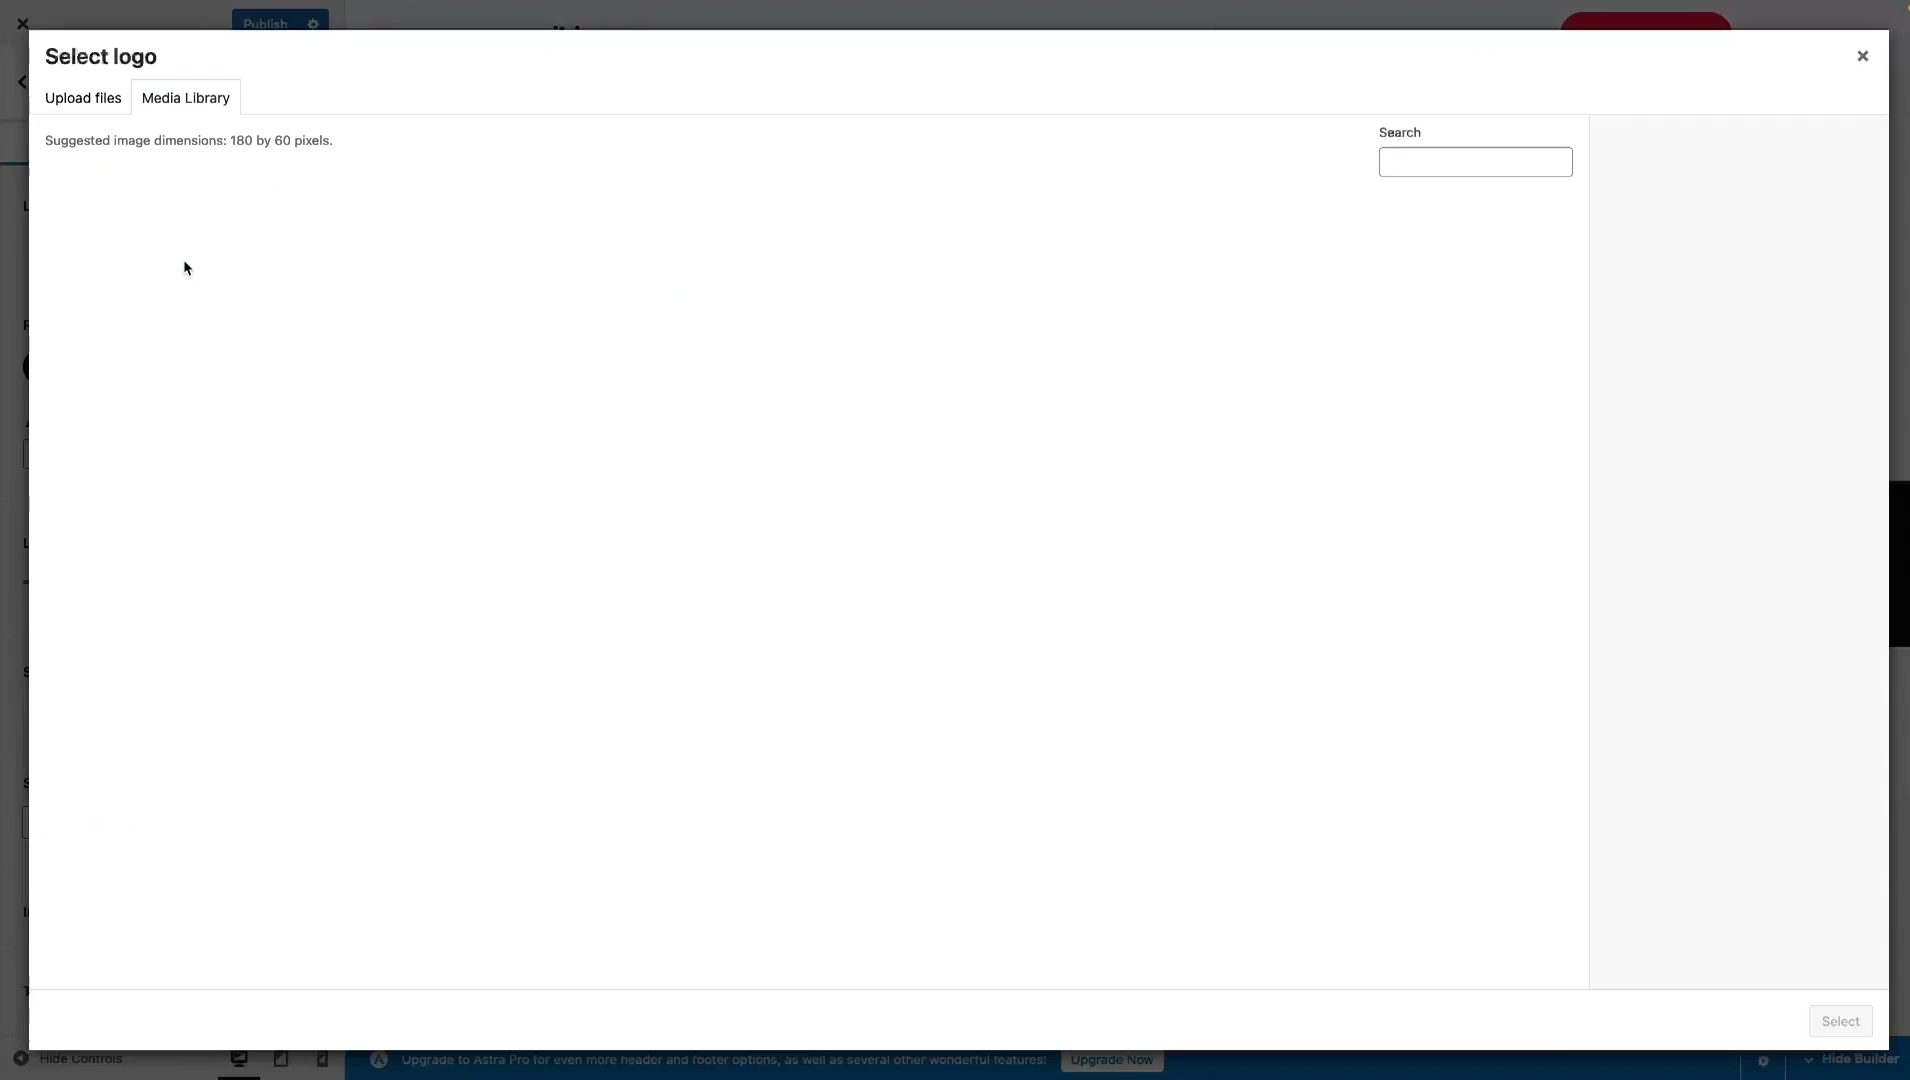 Publish
Select logo
Upload files
Media Library
Suggested image dimensions: 180 by 60 pixels.
Search
Select
Hide Controls
Upgrade to Astra Pro for even more header and footer options, as well as several other wonderful features!
Upgrade Now
Hide Builder